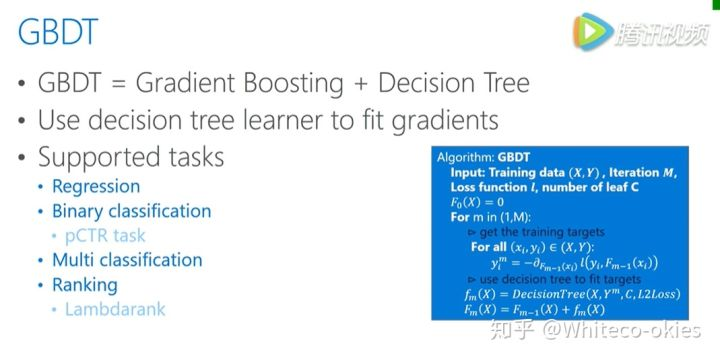 GBDT
腾讯视频
• GBDT = Gradient Boosting + Decision Tree
• Use decision tree learner to fit gradients
• Supported tasks
• Regression
• Binary classification
• pCTR task
• Multi classification
• Ranking
• Lambdarank
Algorithm: GBDT
Input: Training data (X,Y), Iteration M,
Loss function l, number of leaf C
F₀(X) = 0
For m in (1,M):
▷ get the training targets
For all (xᵢ,yᵢ) ∈ (X,Y):
yᵢᵐ = −∂_{Fₘ₋₁(xᵢ)} l(yᵢ, Fₘ₋₁(xᵢ))
▷ use decision tree to fit targets
fₘ(X) = DecisionTree(X,Yᵐ,C,L2Loss)
Fₘ(X) = Fₘ₋₁(X) + fₘ(X)
知乎 @Whiteco-okies